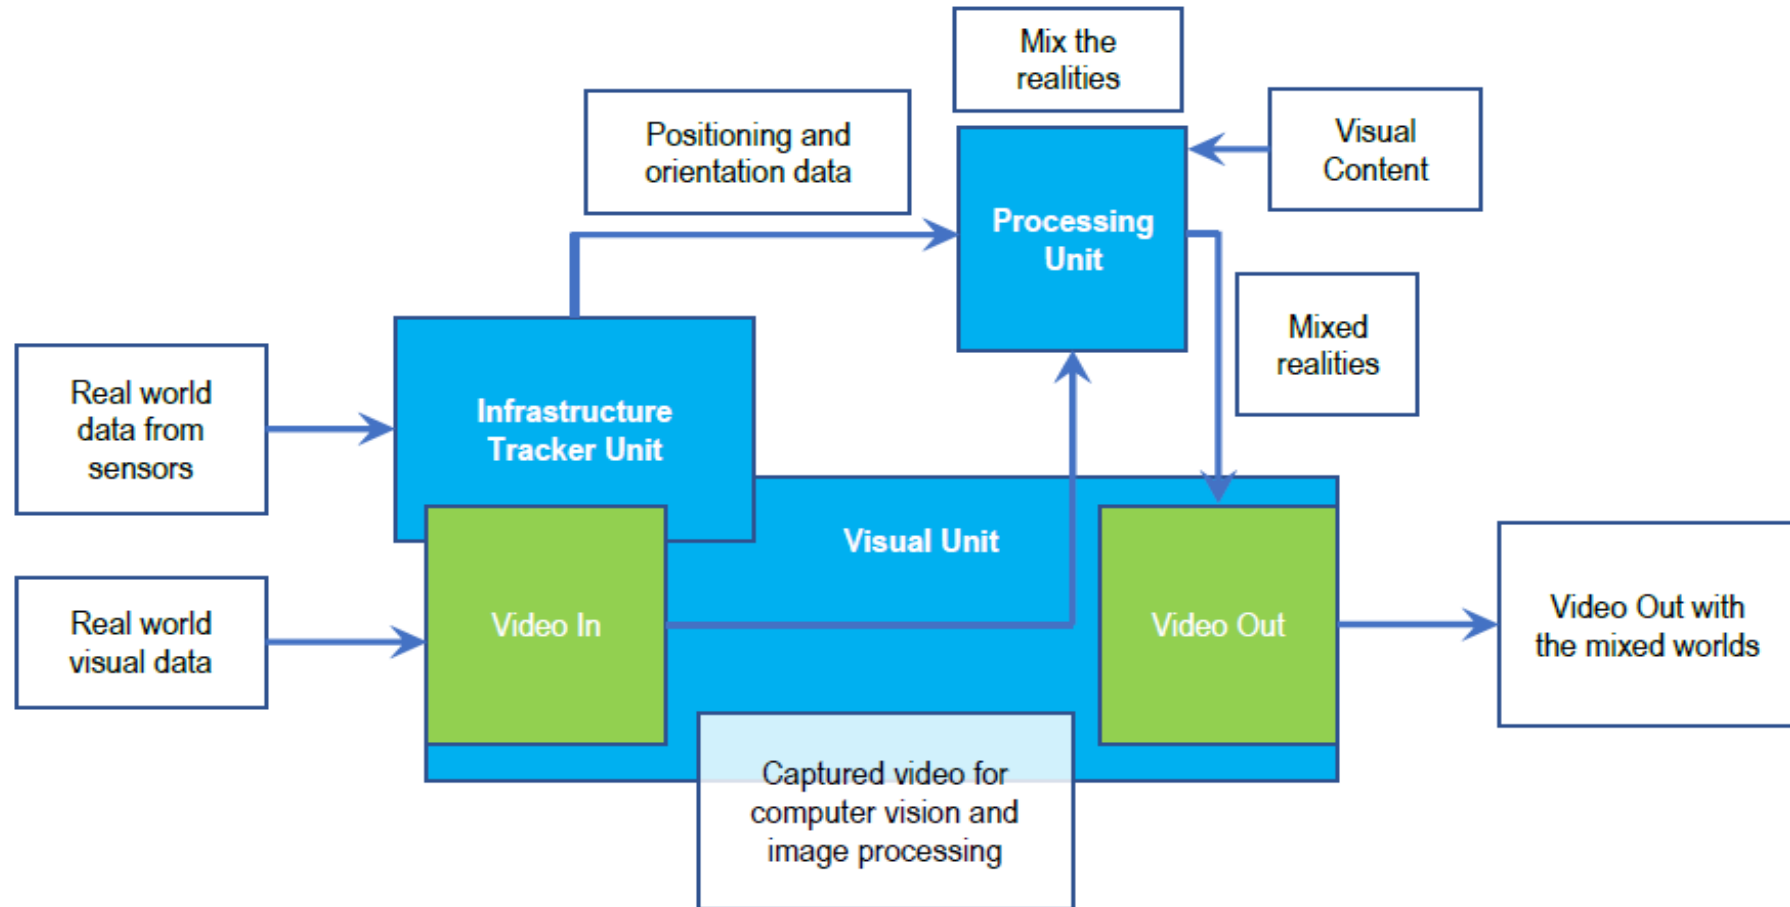 Mix the
realities
Positioning and
orientation data
Visual
Content
Processing
Unit
Mixed
realities
Real world
data from
sensors
Infrastructure
Tracker Unit
Visual Unit
Real world
visual data
Video In
Video Out
Video Out with
the mixed worlds
Captured video for
computer vision and
image processing